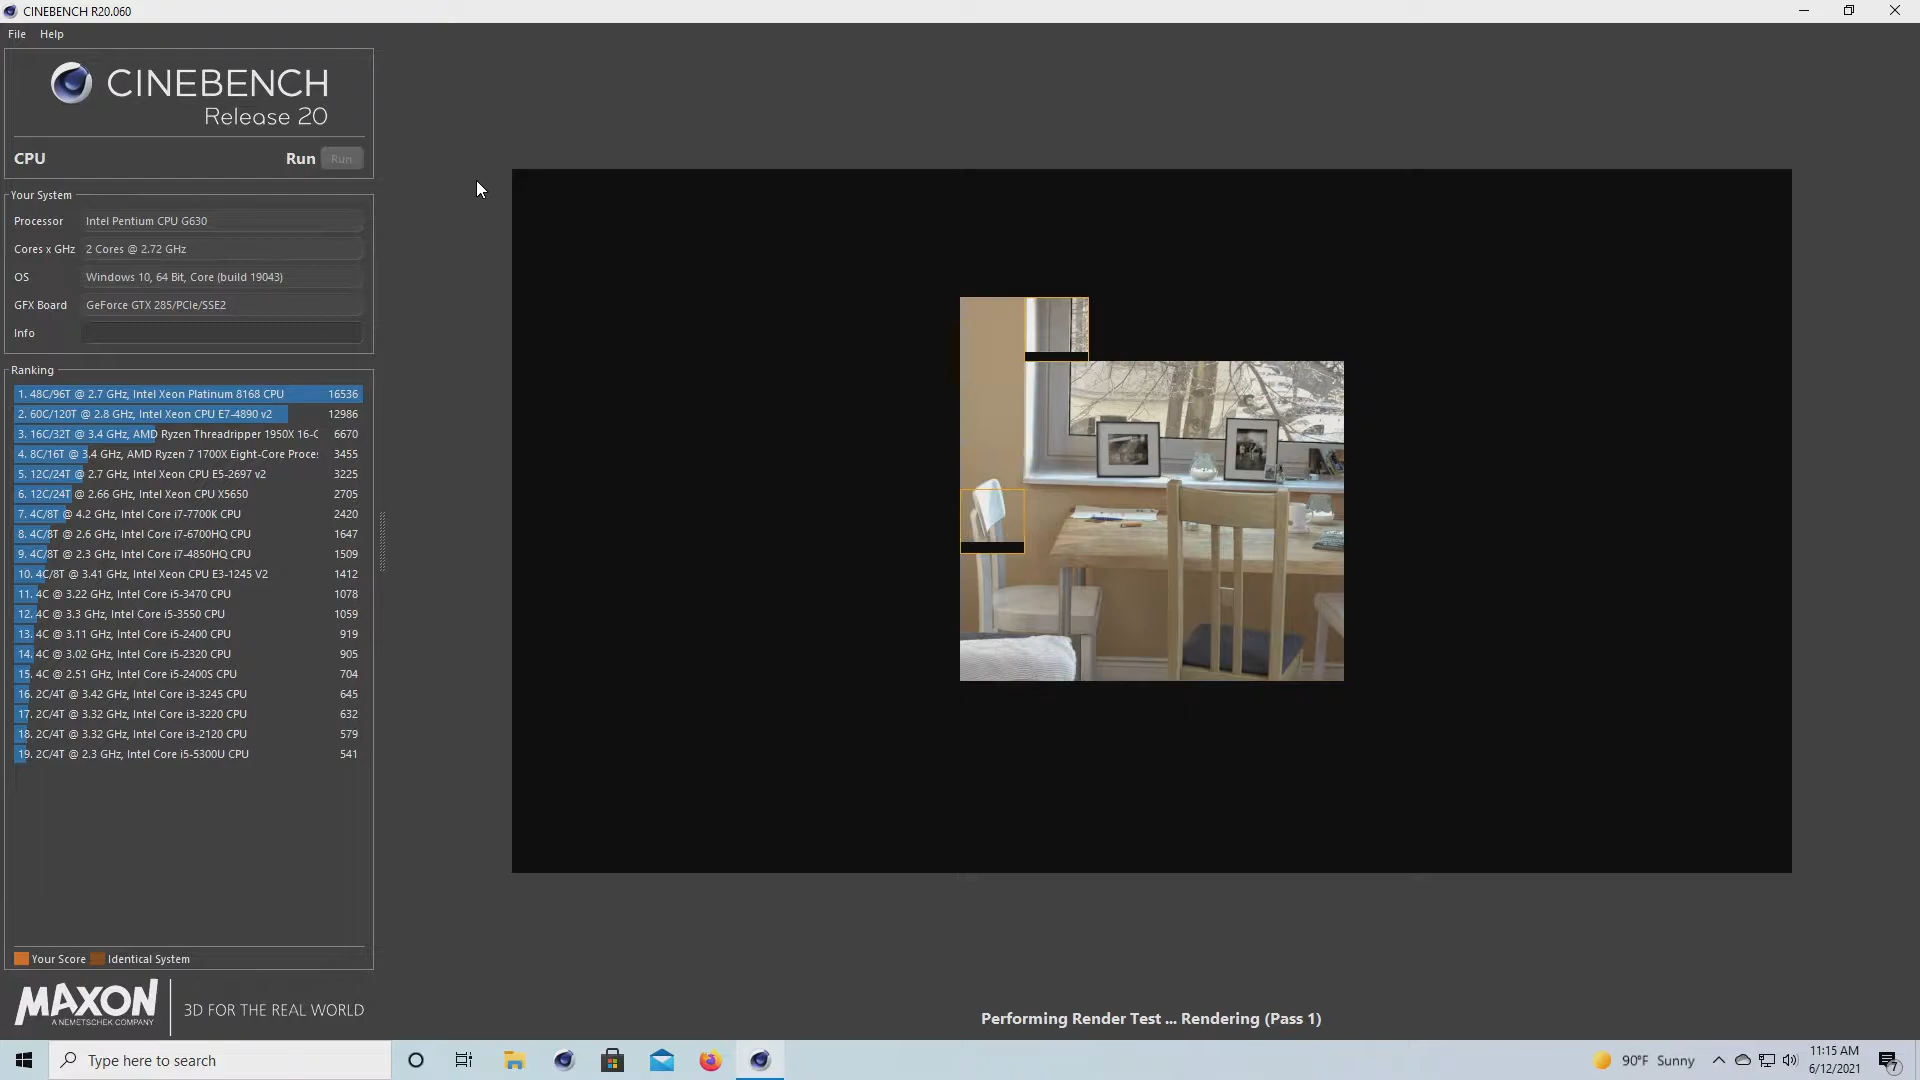 CINEBENCH R20.060
File Help
CINEBENCH
Release 20
CPU Run Run
Your System
Processor Intel Pentium CPU G630
Cores x GHz 2 Cores @ 2.72 GHz
OS Windows 10, 64 Bit, Core (build 19043)
GFX Board GeForce GTX 285/PCIe/SSE2
Info
Ranking
1. 48C/96T @ 2.7 GHz, Intel Xeon Platinum 8168 CPU 16536
2. 60C/120T @ 2.8 GHz, Intel Xeon CPU E7-4890 v2 12986
3. 16C/32T @ 3.4 GHz, AMD Ryzen Threadripper 1950X 16-C 6670
4. 8C/16T @ 3.4 GHz, AMD Ryzen 7 1700X Eight-Core Proces 3455
5. 12C/24T @ 2.7 GHz, Intel Xeon CPU E5-2697 v2 3225
6. 12C/24T @ 2.66 GHz, Intel Xeon CPU X5650 2705
7. 4C/8T @ 4.2 GHz, Intel Core i7-7700K CPU 2420
8. 4C/8T @ 2.6 GHz, Intel Core i7-6700HQ CPU 1647
9. 4C/8T @ 2.3 GHz, Intel Core i7-4850HQ CPU 1509
10. 4C/8T @ 3.41 GHz, Intel Xeon CPU E3-1245 V2 1412
11. 4C @ 3.22 GHz, Intel Core i5-3470 CPU 1078
12. 4C @ 3.3 GHz, Intel Core i5-3550 CPU 1059
13. 4C @ 3.11 GHz, Intel Core i5-2400 CPU 919
14. 4C @ 3.02 GHz, Intel Core i5-2320 CPU 905
15. 4C @ 2.51 GHz, Intel Core i5-2400S CPU 704
16. 2C/4T @ 3.42 GHz, Intel Core i3-3245 CPU 645
17. 2C/4T @ 3.32 GHz, Intel Core i3-3220 CPU 632
18. 2C/4T @ 3.32 GHz, Intel Core i3-2120 CPU 579
19. 2C/4T @ 2.3 GHz, Intel Core i5-5300U CPU 541
Your Score Identical System
MAXON
A NEMETSCHEK COMPANY
3D FOR THE REAL WORLD
Performing Render Test ... Rendering (Pass 1)
Type here to search
90°F Sunny
11:15 AM
6/12/2021
7